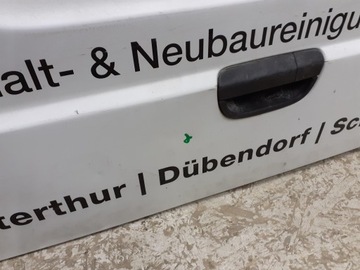 alt- & Neubaureinigu
terthur | Dübendorf | Sc